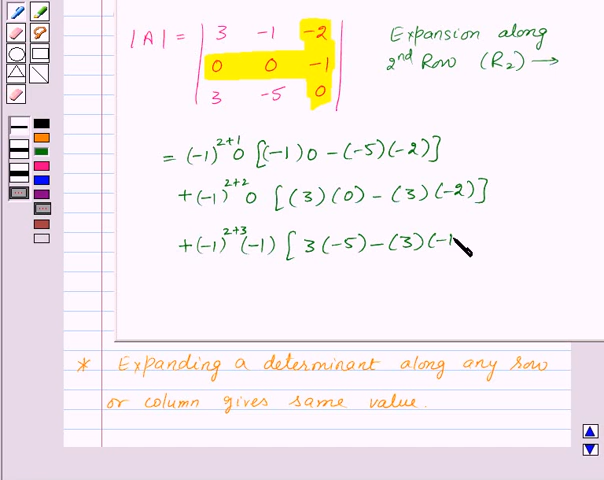 |A| = | 3 -1 -2 | Expansion along
| 0 0 -1 | 2nd Row (R₂) →
| 3 -5 0 |
= (-1)²⁺¹ 0 [(-1)0 - (-5)(-2)]
+ (-1)²⁺² 0 [(3)(0) - (3)(-2)]
+ (-1)²⁺³ (-1) [3(-5) - (3)(-1
* Expanding a determinant along any row
or column gives same value.